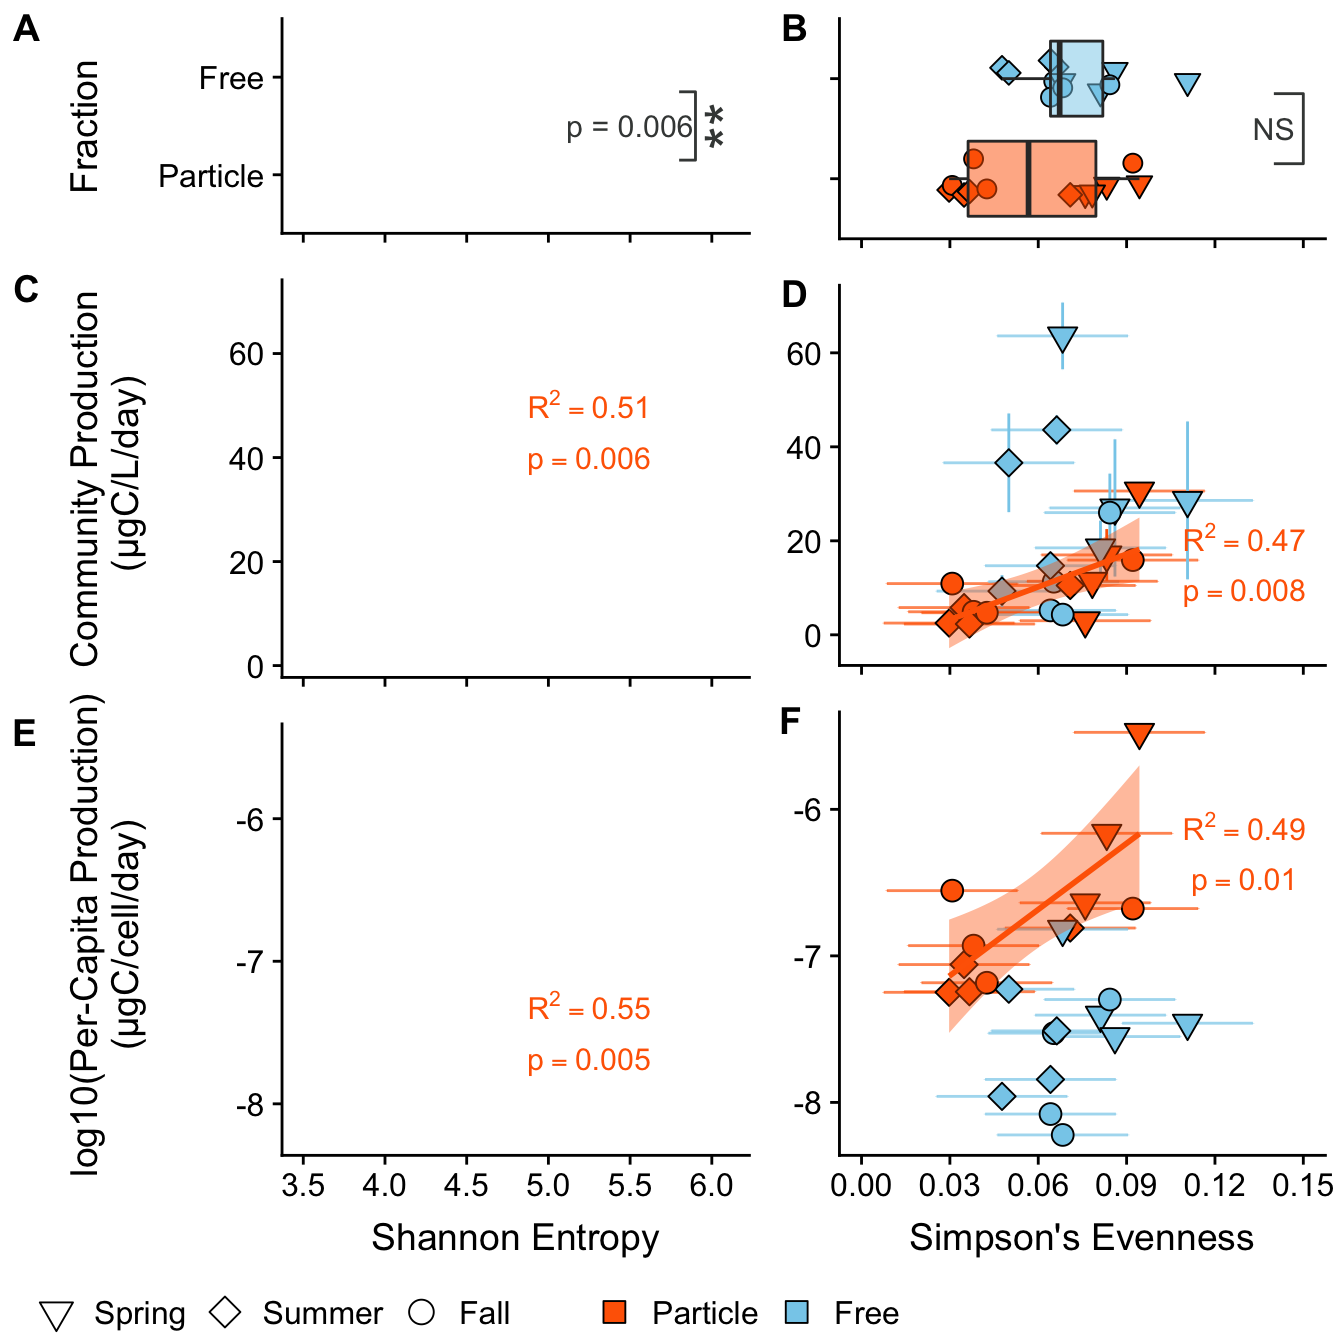 A
Fraction
Free
Particle
p = 0.006
**
B
NS
C
Community Production
(µgC/L/day)
60
40
20
0
R² = 0.51
p = 0.006
D
60
40
20
0
R² = 0.47
p = 0.008
E
log10(Per-Capita Production)
(µgC/cell/day)
-6
-7
-8
R² = 0.55
p = 0.005
3.5 4.0 4.5 5.0 5.5 6.0
Shannon Entropy
F
-6
-7
-8
R² = 0.49
p = 0.01
0.00 0.03 0.06 0.09 0.12 0.15
Simpson's Evenness
Spring Summer Fall Particle Free